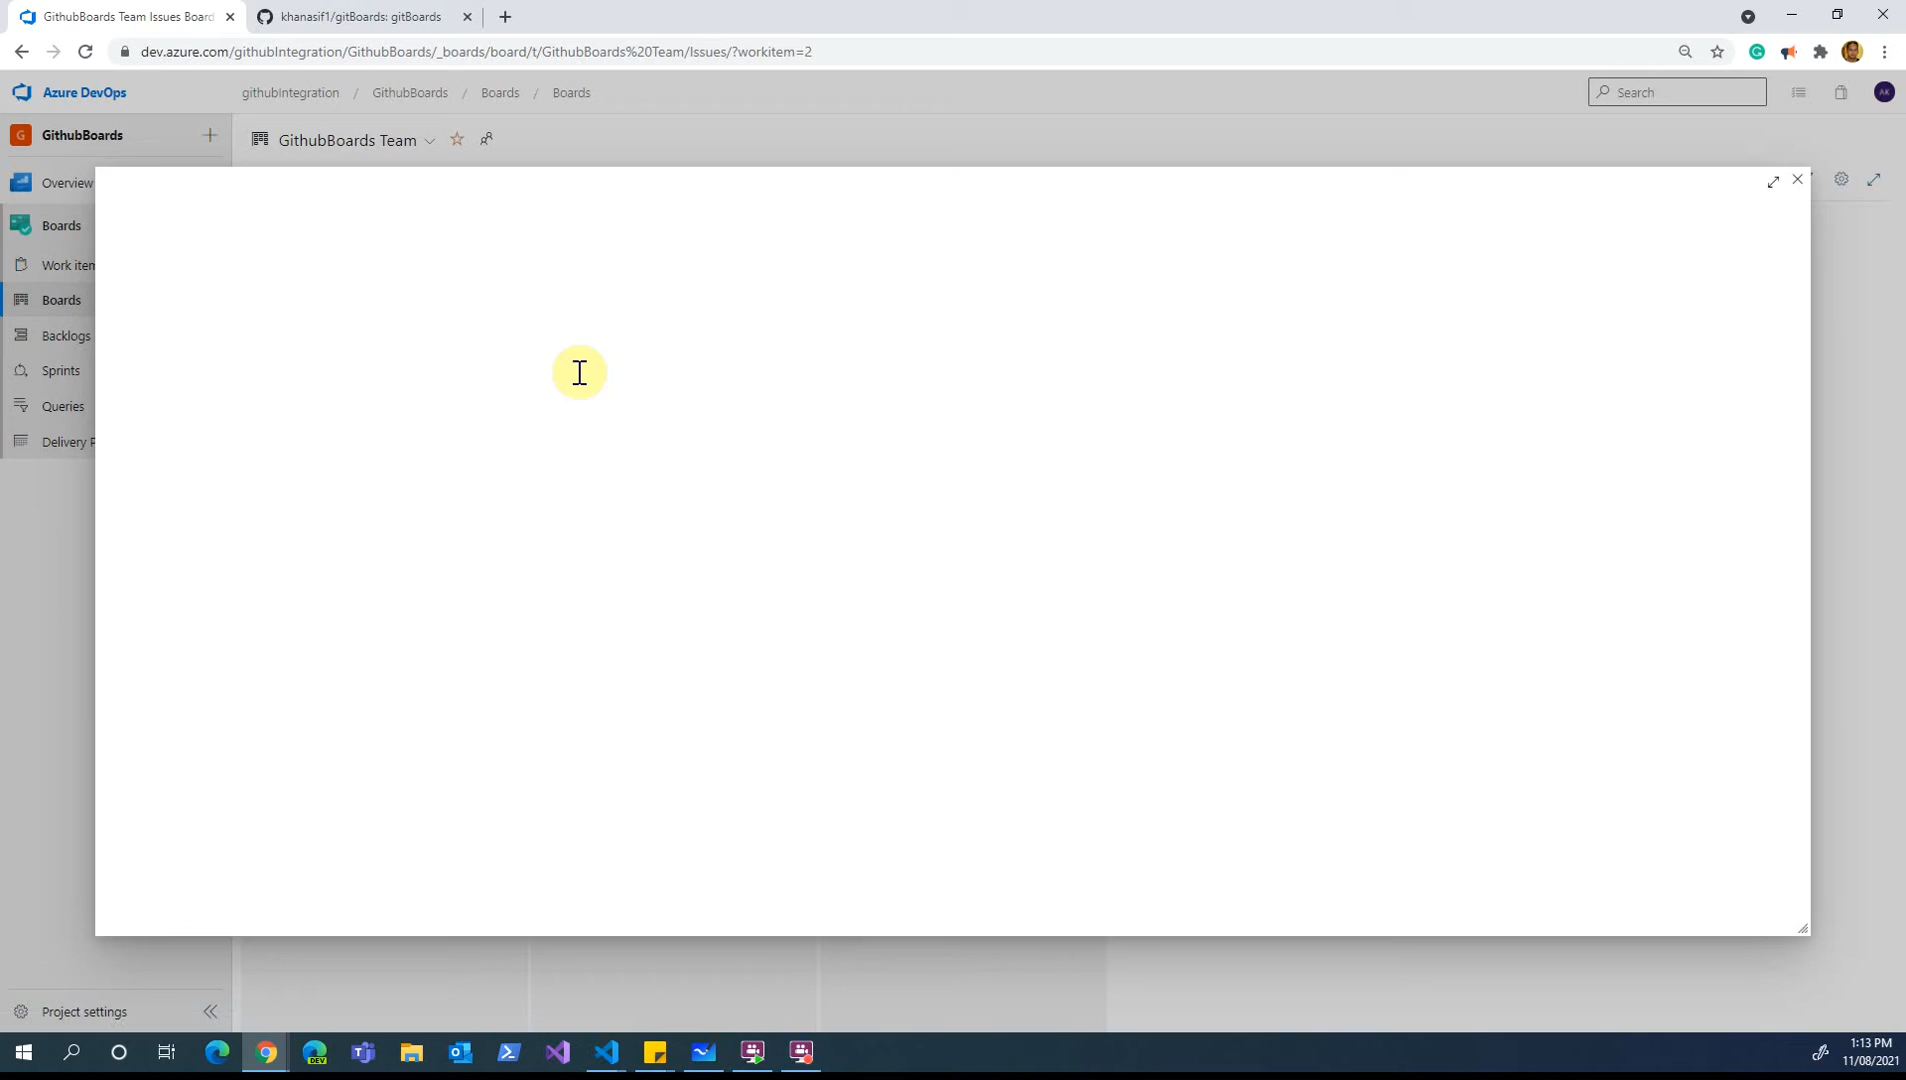 GithubBoards Team Issues Board
khanasif1/gitBoards: gitBoards
dev.azure.com/githubIntegration/GithubBoards/_boards/board/t/GithubBoards%20Team/Issues/?workitem=2
Azure DevOps
githubIntegration / GithubBoards / Boards / Boards
Search
AK
G GithubBoards
GithubBoards Team
Overview
Boards
Work item
Boards
Backlogs
Sprints
Queries
Delivery P
Project settings
DEV
1:13 PM
11/08/2021